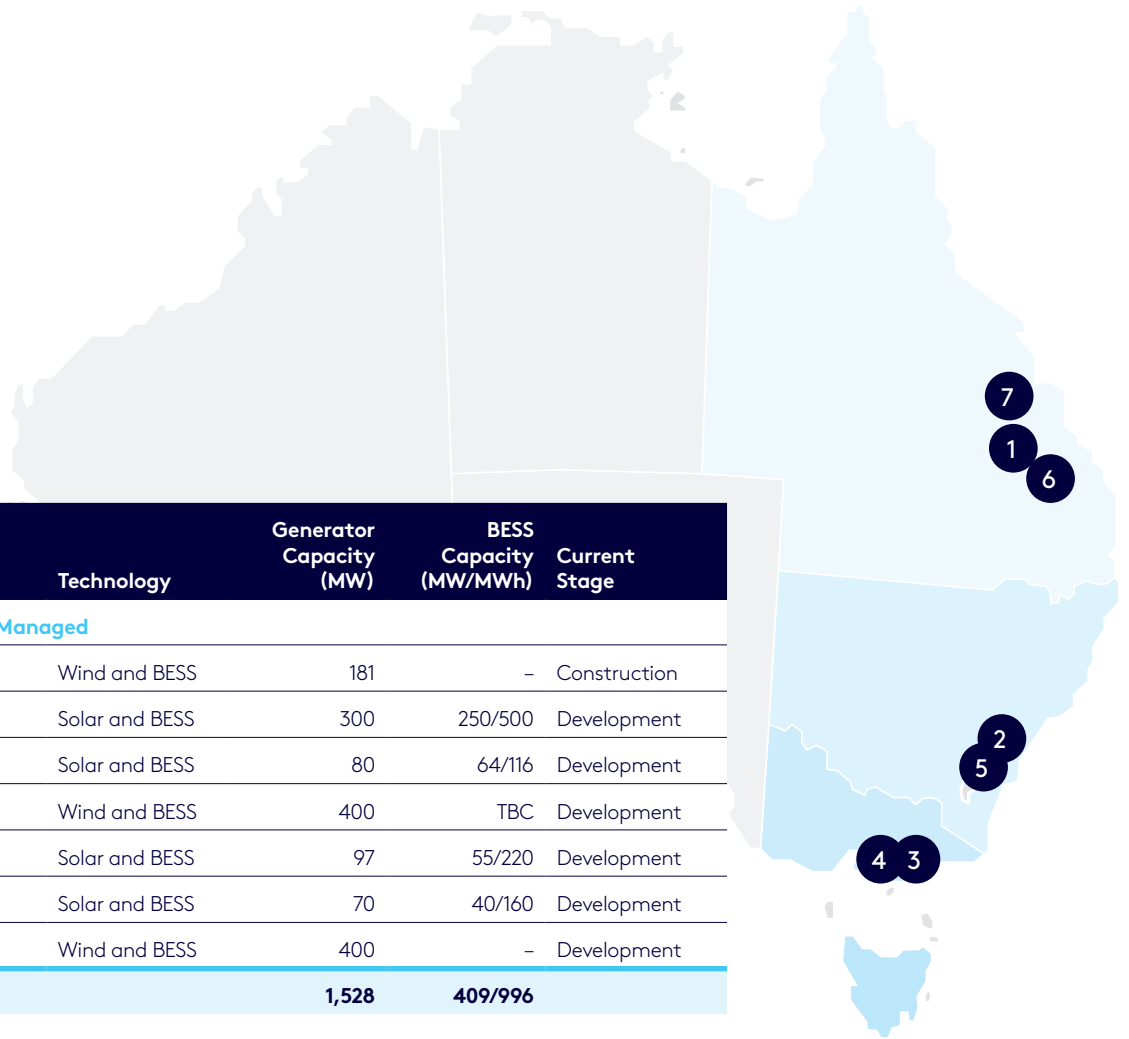 7
1
6
Technology Generator Capacity (MW) BESS Capacity (MW/MWh) Current Stage
Managed
Wind and BESS 181 – Construction
Solar and BESS 300 250/500 Development
Solar and BESS 80 64/116 Development
Wind and BESS 400 TBC Development
Solar and BESS 97 55/220 Development
Solar and BESS 70 40/160 Development
Wind and BESS 400 – Development
1,528 409/996
2
5
4 3